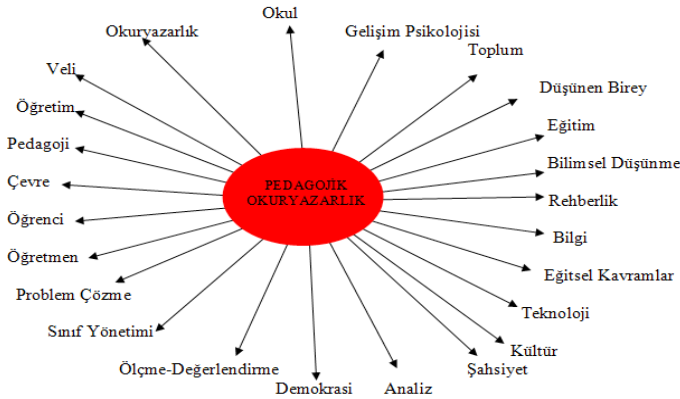 Okul
Okuryazarlık
Gelişim Psikolojisi
Toplum
Veli
Düşünen Birey
Öğretim
Eğitim
Pedagoji
Bilimsel Düşünme
Çevre
PEDAGOJİK
OKURYAZARLIK
Rehberlik
Öğrenci
Bilgi
Öğretmen
Eğitsel Kavramlar
Problem Çözme
Teknoloji
Sınıf Yönetimi
Kültür
Ölçme-Değerlendirme
Şahsiyet
Demokrasi
Analiz